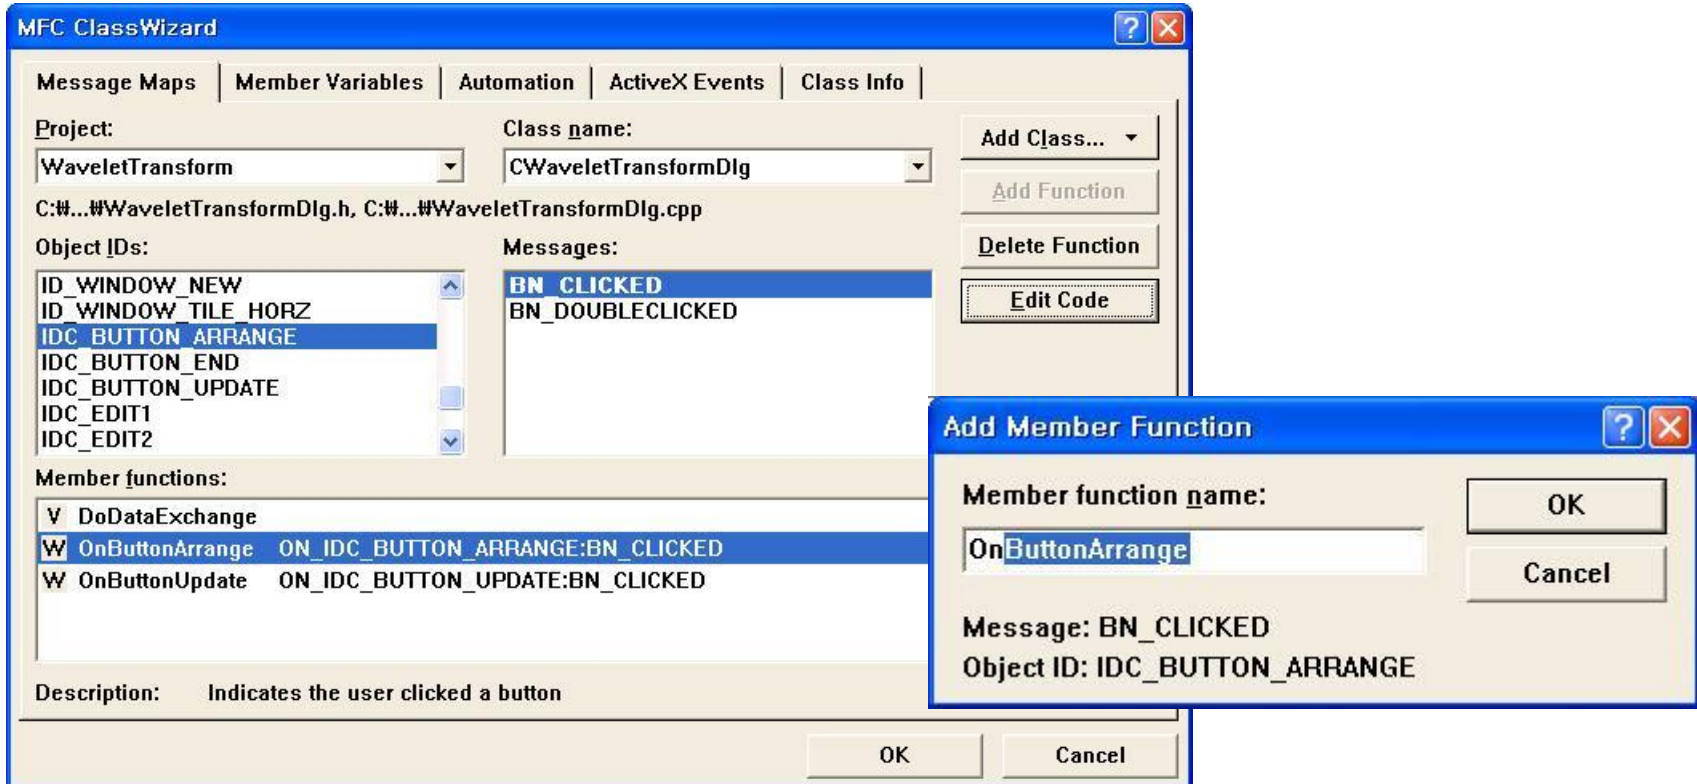 MFC ClassWizard
Message Maps
Member Variables
Automation
ActiveX Events
Class Info
Project:
Class name:
WaveletTransform
CWaveletTransformDlg
C:₩...₩WaveletTransformDlg.h, C:₩...₩WaveletTransformDlg.cpp
Object IDs:
Messages:
ID_WINDOW_NEW
ID_WINDOW_TILE_HORZ
IDC_BUTTON_ARRANGE
IDC_BUTTON_END
IDC_BUTTON_UPDATE
IDC_EDIT1
IDC_EDIT2
BN_CLICKED
BN_DOUBLECLICKED
Add Class...
Add Function
Delete Function
Edit Code
Member functions:
V DoDataExchange
W OnButtonArrange ON_IDC_BUTTON_ARRANGE:BN_CLICKED
W OnButtonUpdate ON_IDC_BUTTON_UPDATE:BN_CLICKED
Description: Indicates the user clicked a button
OK
Cancel
Add Member Function
Member function name:
OnButtonArrange
OK
Cancel
Message: BN_CLICKED
Object ID: IDC_BUTTON_ARRANGE